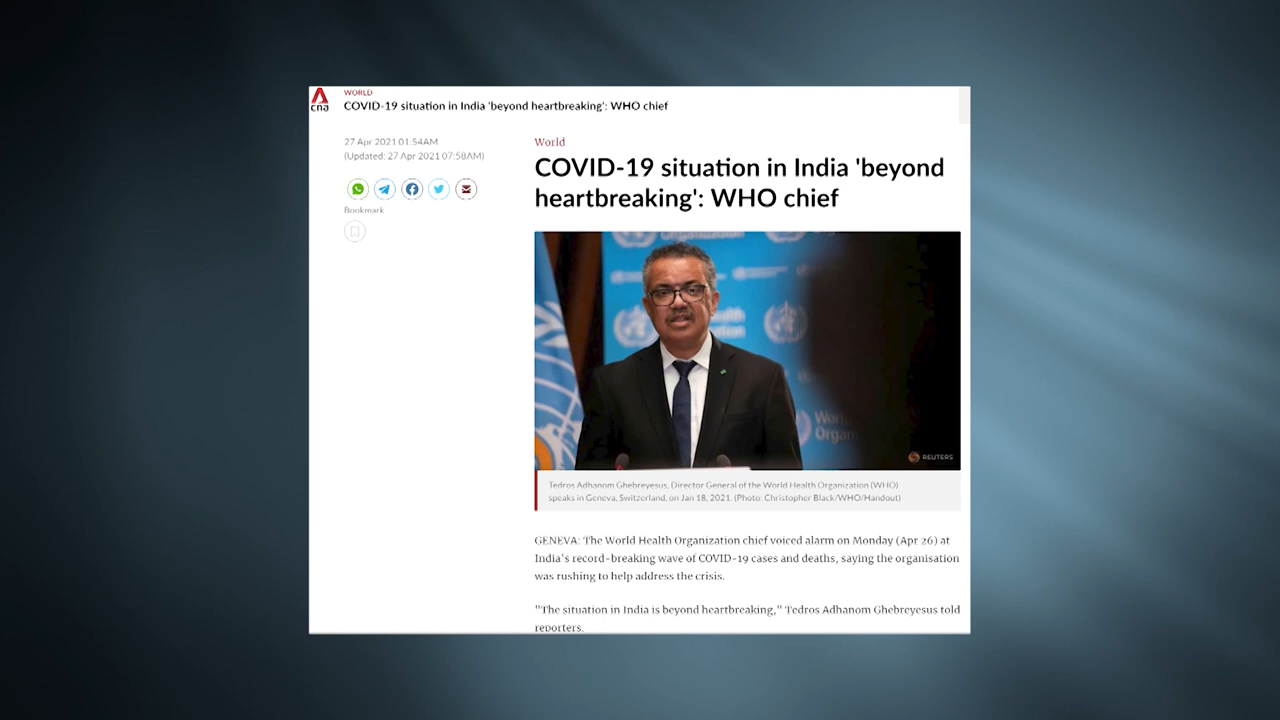 cna
WORLD
COVID-19 situation in India 'beyond heartbreaking': WHO chief
27 Apr 2021 01:54AM
(Updated: 27 Apr 2021 07:58AM)
Bookmark
World
COVID-19 situation in India 'beyond
heartbreaking': WHO chief
Organization
World
Organ
REUTERS
Tedros Adhanom Ghebreyesus, Director General of the World Health Organization (WHO)
speaks in Geneva, Switzerland, on Jan 18, 2021. (Photo: Christopher Black/WHO/Handout)
GENEVA: The World Health Organization chief voiced alarm on Monday (Apr 26) at
India's record-breaking wave of COVID-19 cases and deaths, saying the organisation
was rushing to help address the crisis.
"The situation in India is beyond heartbreaking," Tedros Adhanom Ghebreyesus told
reporters.